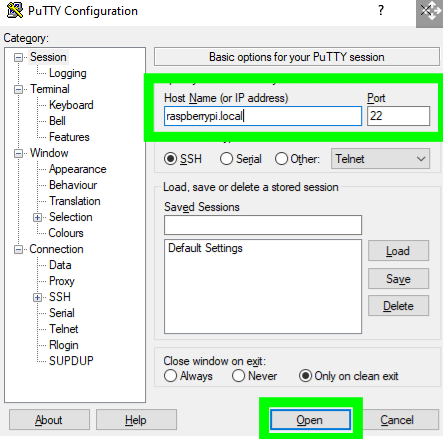 PuTTY Configuration
?
Category:
Session
Logging
Terminal
Keyboard
Bell
Features
Window
Appearance
Behaviour
Translation
Selection
Colours
Connection
Data
Proxy
SSH
Serial
Telnet
Rlogin
SUPDUP
Basic options for your PuTTY session
Host Name (or IP address) Port
raspberrypi.local 22
SSH Serial Other: Telnet
Load, save or delete a stored session
Saved Sessions
Default Settings
Load
Save
Delete
Close window on exit:
Always Never Only on clean exit
About Help Open Cancel